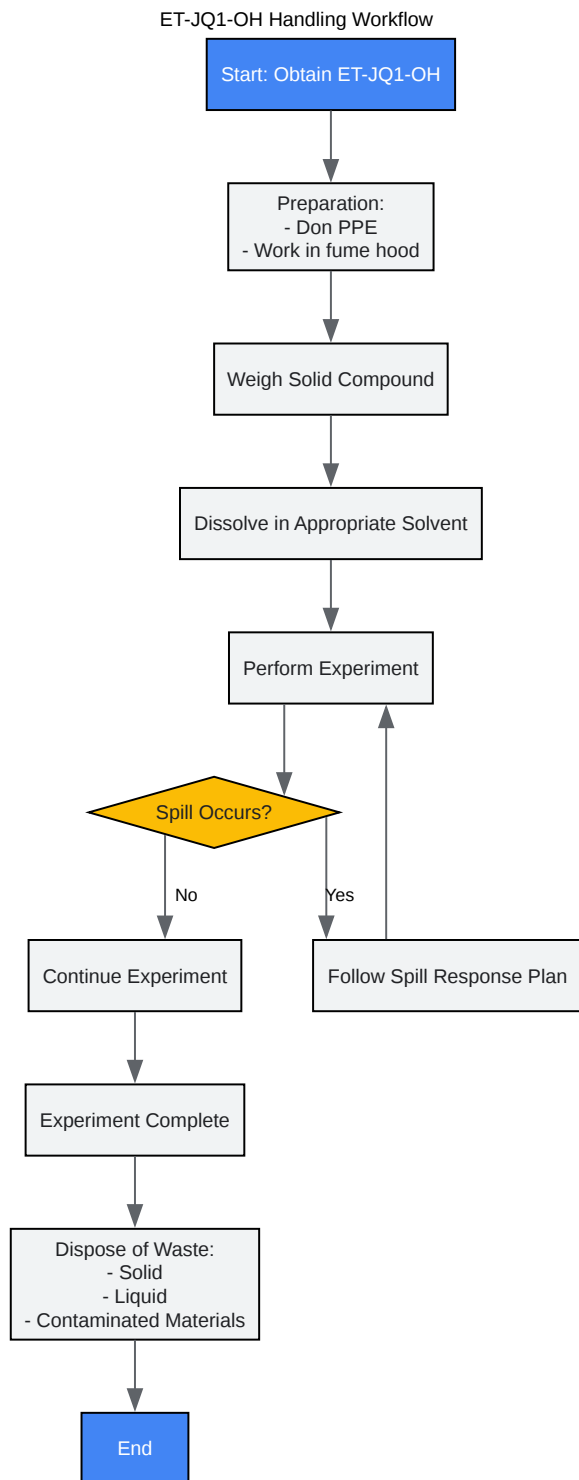 ET-JQ1-OH Handling Workflow
Start: Obtain ET-JQ1-OH
Preparation:
- Don PPE
- Work in fume hood
Weigh Solid Compound
Dissolve in Appropriate Solvent
Perform Experiment
Spill Occurs?
No
Yes
Continue Experiment
Follow Spill Response Plan
Experiment Complete
Dispose of Waste:
- Solid
- Liquid
- Contaminated Materials
End